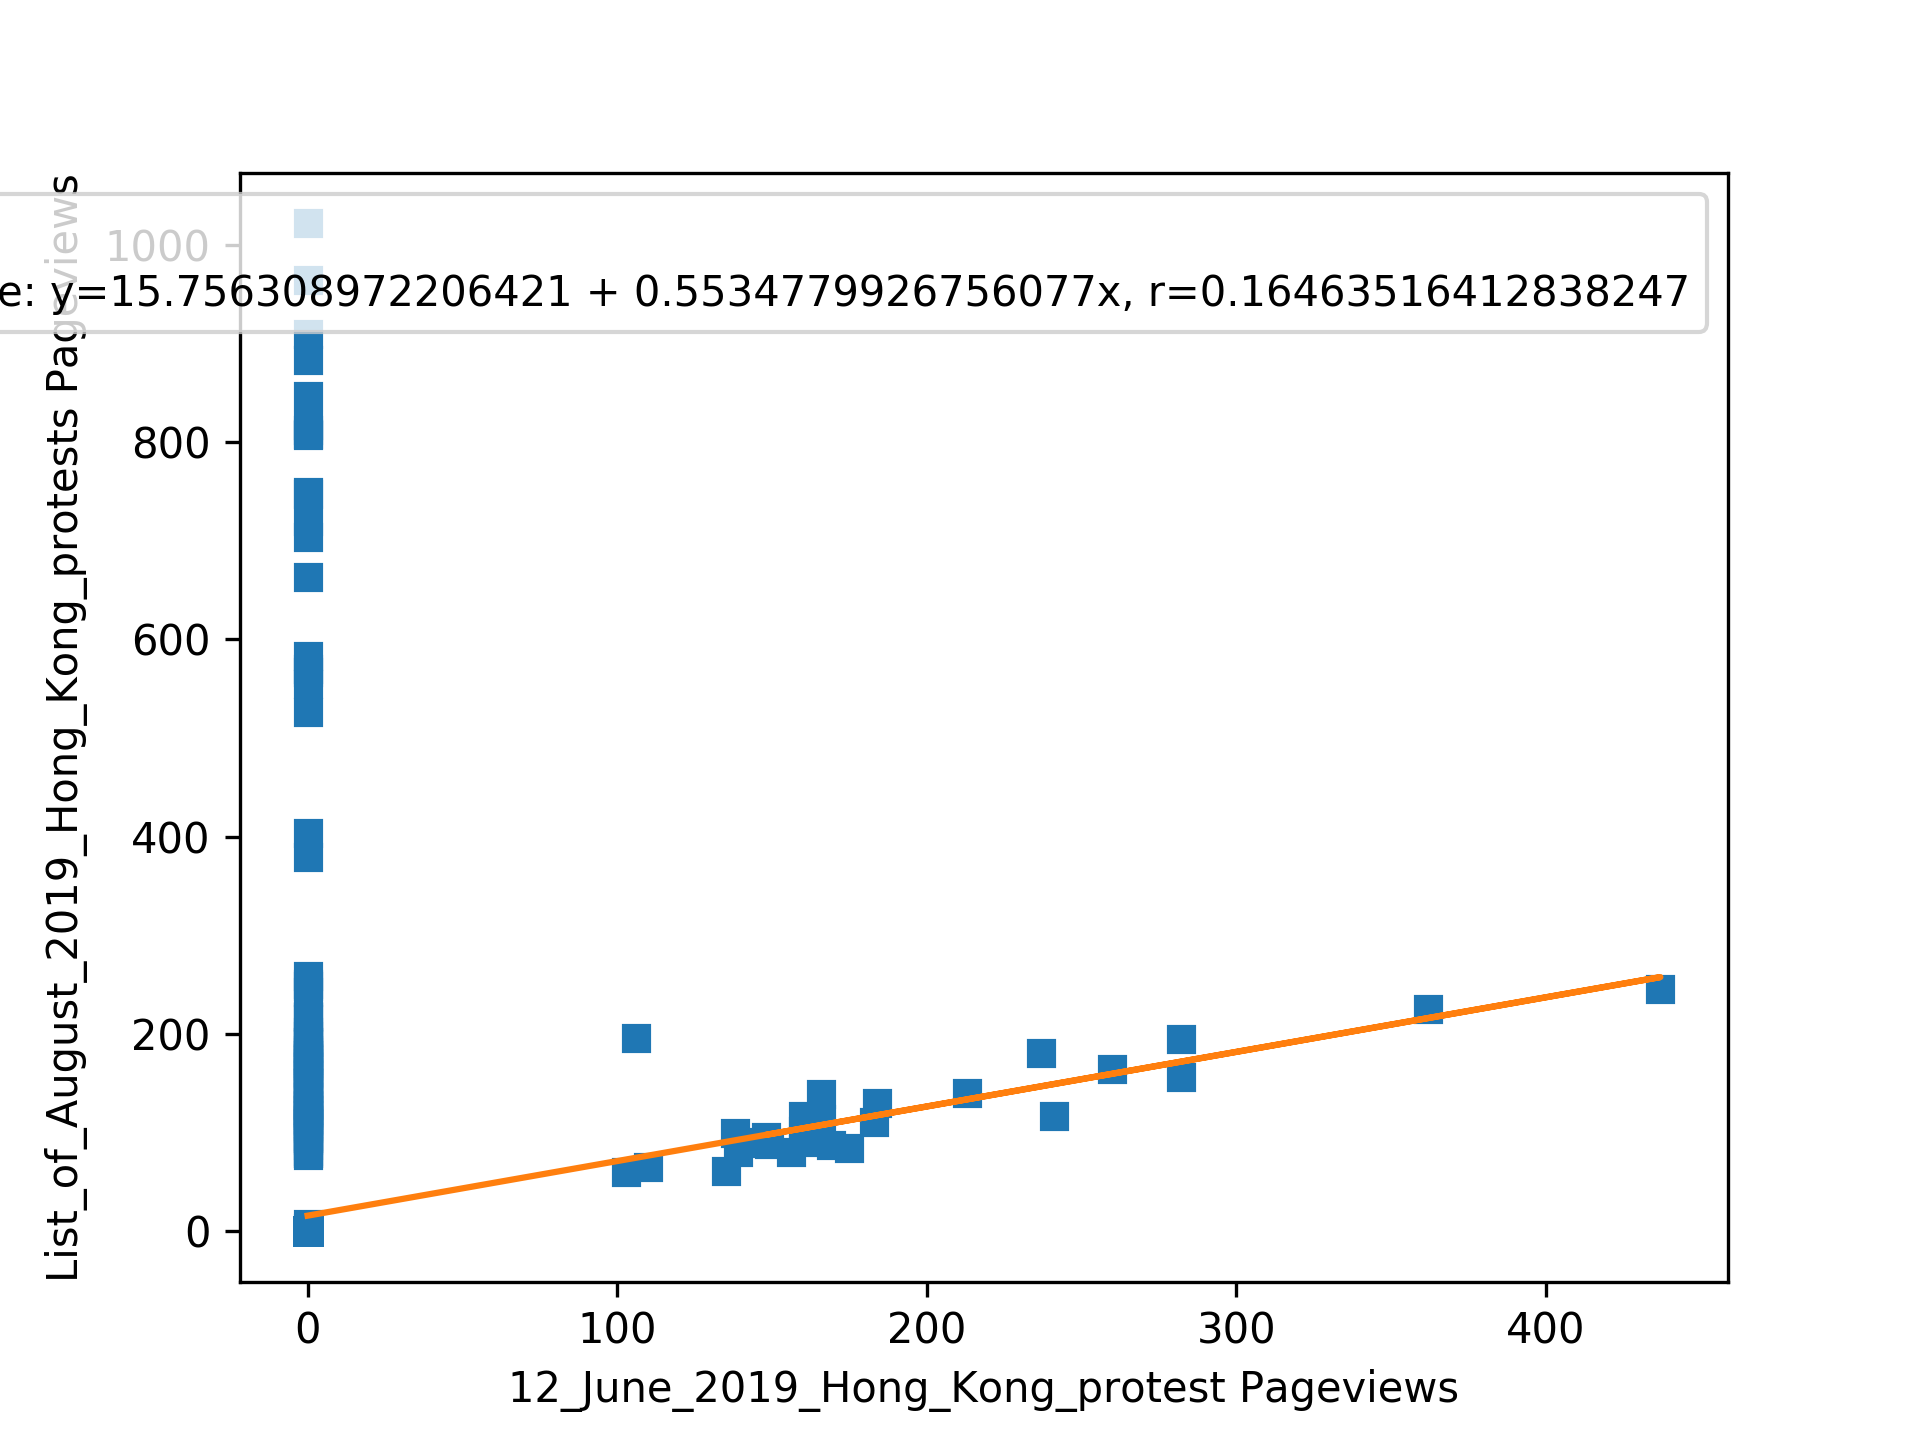 e: y=15.756308972206421 + 0.5534779926756077x, r=0.16463516412838247
List_of_August_2019_Hong_Kong_protests Pageviews
1000
800
600
400
200
0
0 100 200 300 400
12_June_2019_Hong_Kong_protest Pageviews